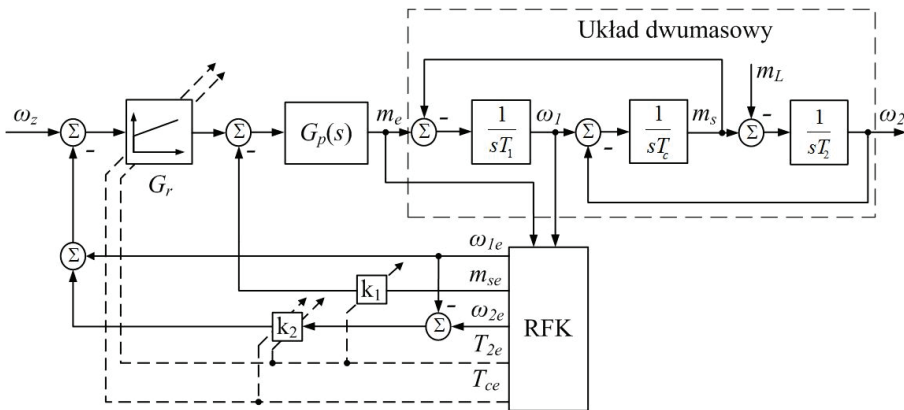 Układ dwumasowy
m_L
ω_z
Σ
-
G_r
Σ
-
G_p(s)
m_e
Σ
-
1
sT_1
ω_1
Σ
-
1
sT_c
m_s
Σ
-
1
sT_2
ω_2
Σ
ω_1e
m_se
k_1
-
Σ
ω_2e
k_2
T_2e
T_ce
RFK